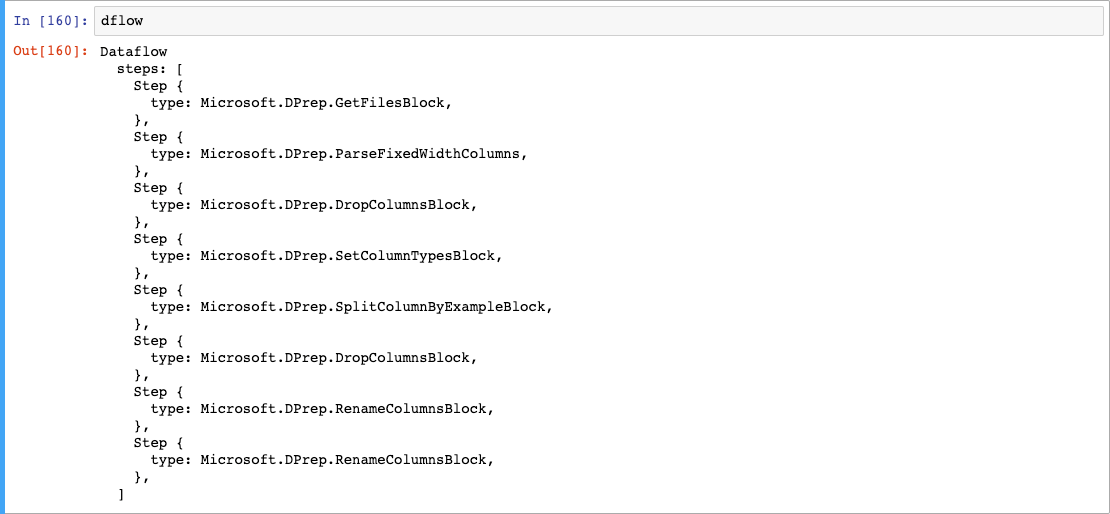 In [160]: dflow
Out[160]: Dataflow
  steps: [
    Step {
      type: Microsoft.DPrep.GetFilesBlock,
    },
    Step {
      type: Microsoft.DPrep.ParseFixedWidthColumns,
    },
    Step {
      type: Microsoft.DPrep.DropColumnsBlock,
    },
    Step {
      type: Microsoft.DPrep.SetColumnTypesBlock,
    },
    Step {
      type: Microsoft.DPrep.SplitColumnByExampleBlock,
    },
    Step {
      type: Microsoft.DPrep.DropColumnsBlock,
    },
    Step {
      type: Microsoft.DPrep.RenameColumnsBlock,
    },
    Step {
      type: Microsoft.DPrep.RenameColumnsBlock,
    },
  ]